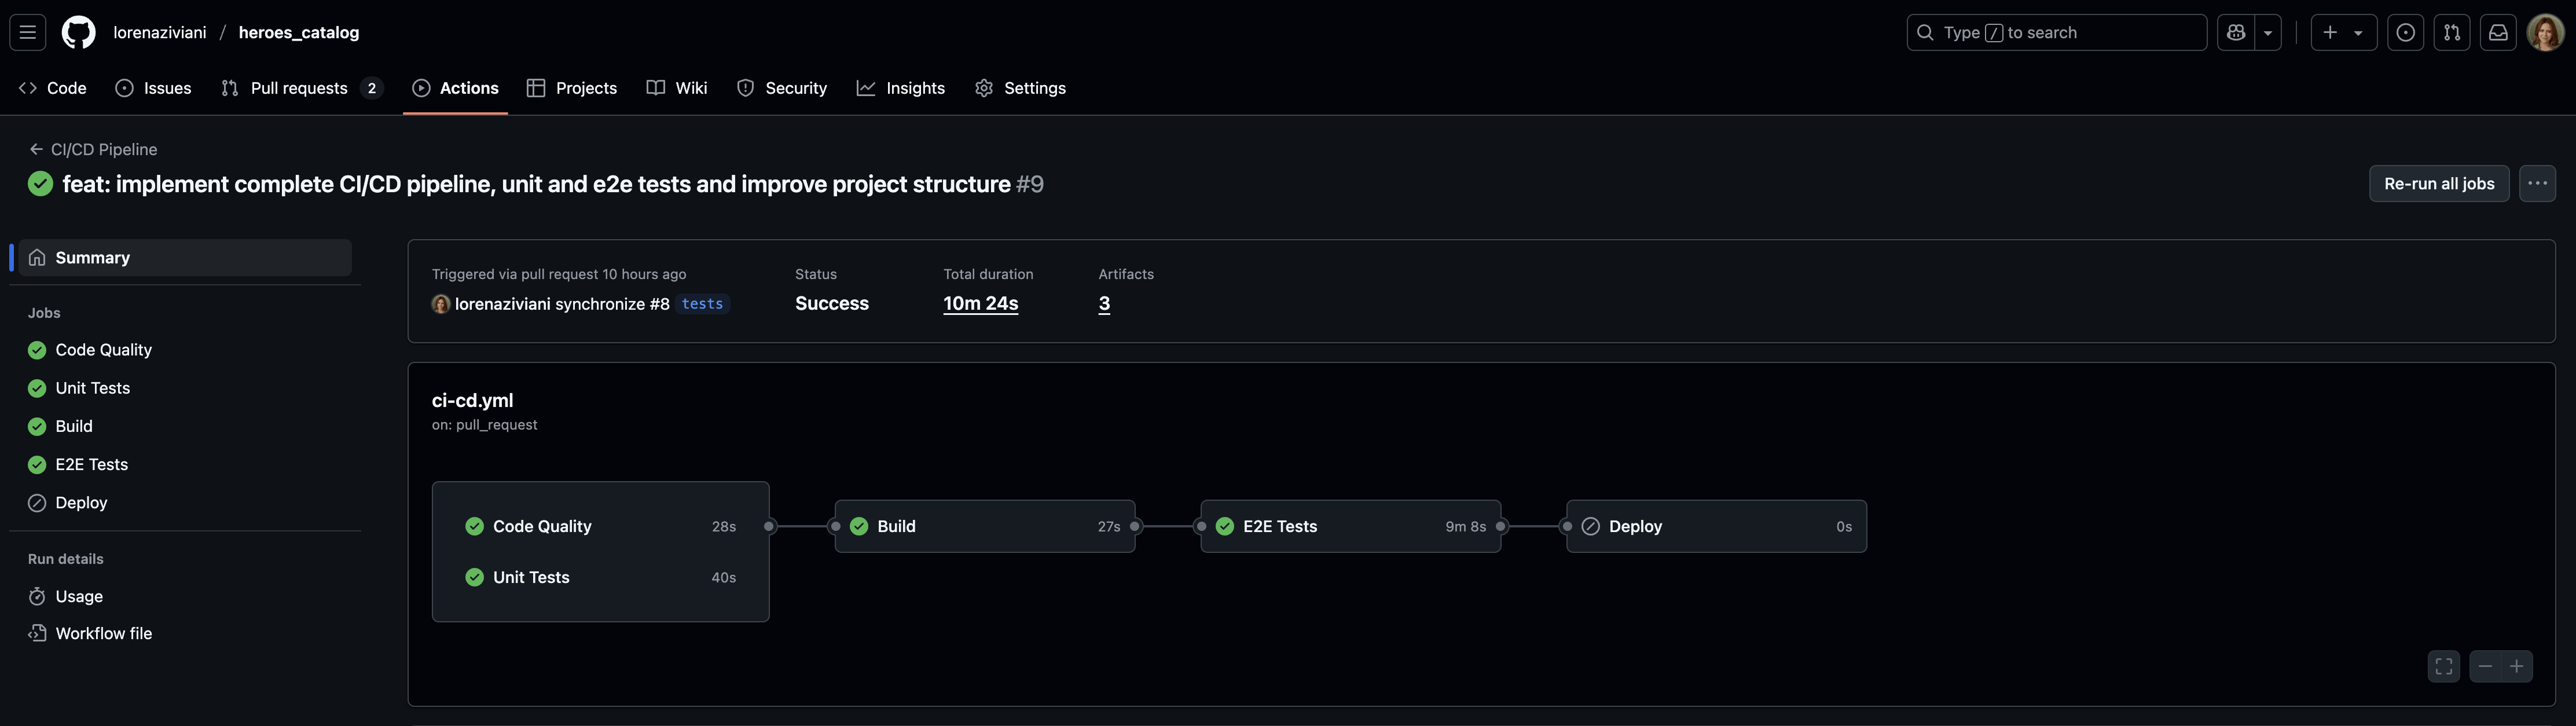 lorenaziviani / heroes_catalog
Type / to search
Code
Issues
Pull requests 2
Actions
Projects
Wiki
Security
Insights
Settings
CI/CD Pipeline
feat: implement complete CI/CD pipeline, unit and e2e tests and improve project structure #9
Re-run all jobs
Summary
Jobs
Code Quality
Unit Tests
Build
E2E Tests
Deploy
Run details
Usage
Workflow file
Triggered via pull request 10 hours ago
lorenaziviani synchronize #8 tests
Status
Success
Total duration
10m 24s
Artifacts
3
ci-cd.yml
on: pull_request
Code Quality 28s
Unit Tests 40s
Build 27s
E2E Tests 9m 8s
Deploy 0s